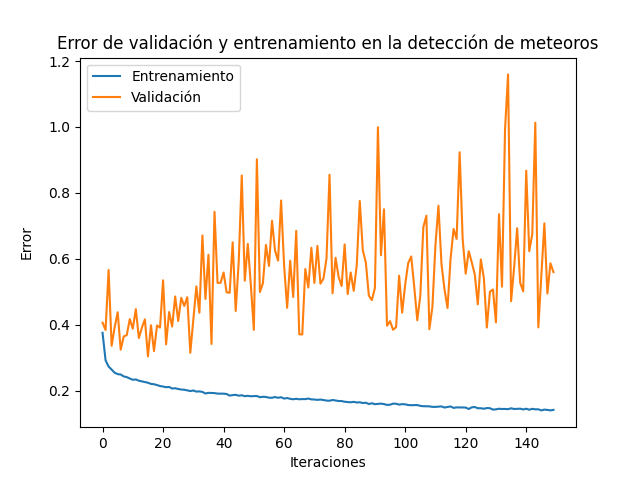 Error de validación y entrenamiento en la detección de meteoros
Entrenamiento
Validación
1.2
1.0
0.8
0.6
0.4
0.2
Error
0 20 40 60 80 100 120 140
Iteraciones